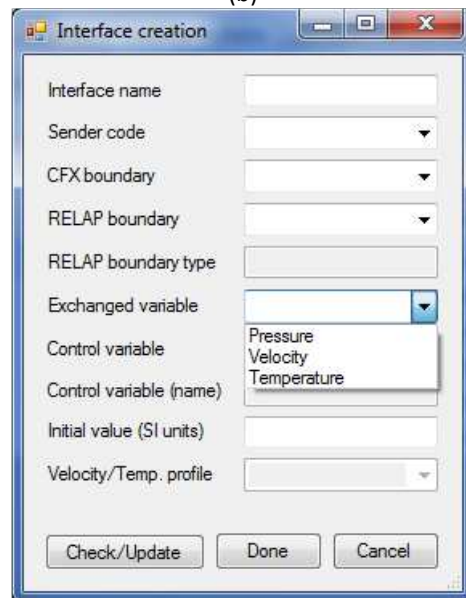 (b)
Interface creation
Interface name
Sender code
CFX boundary
RELAP boundary
RELAP boundary type
Exchanged variable
Pressure
Control variable
Velocity
Temperature
Control variable (name)
Initial value (SI units)
Velocity/Temp. profile
Check/Update Done Cancel